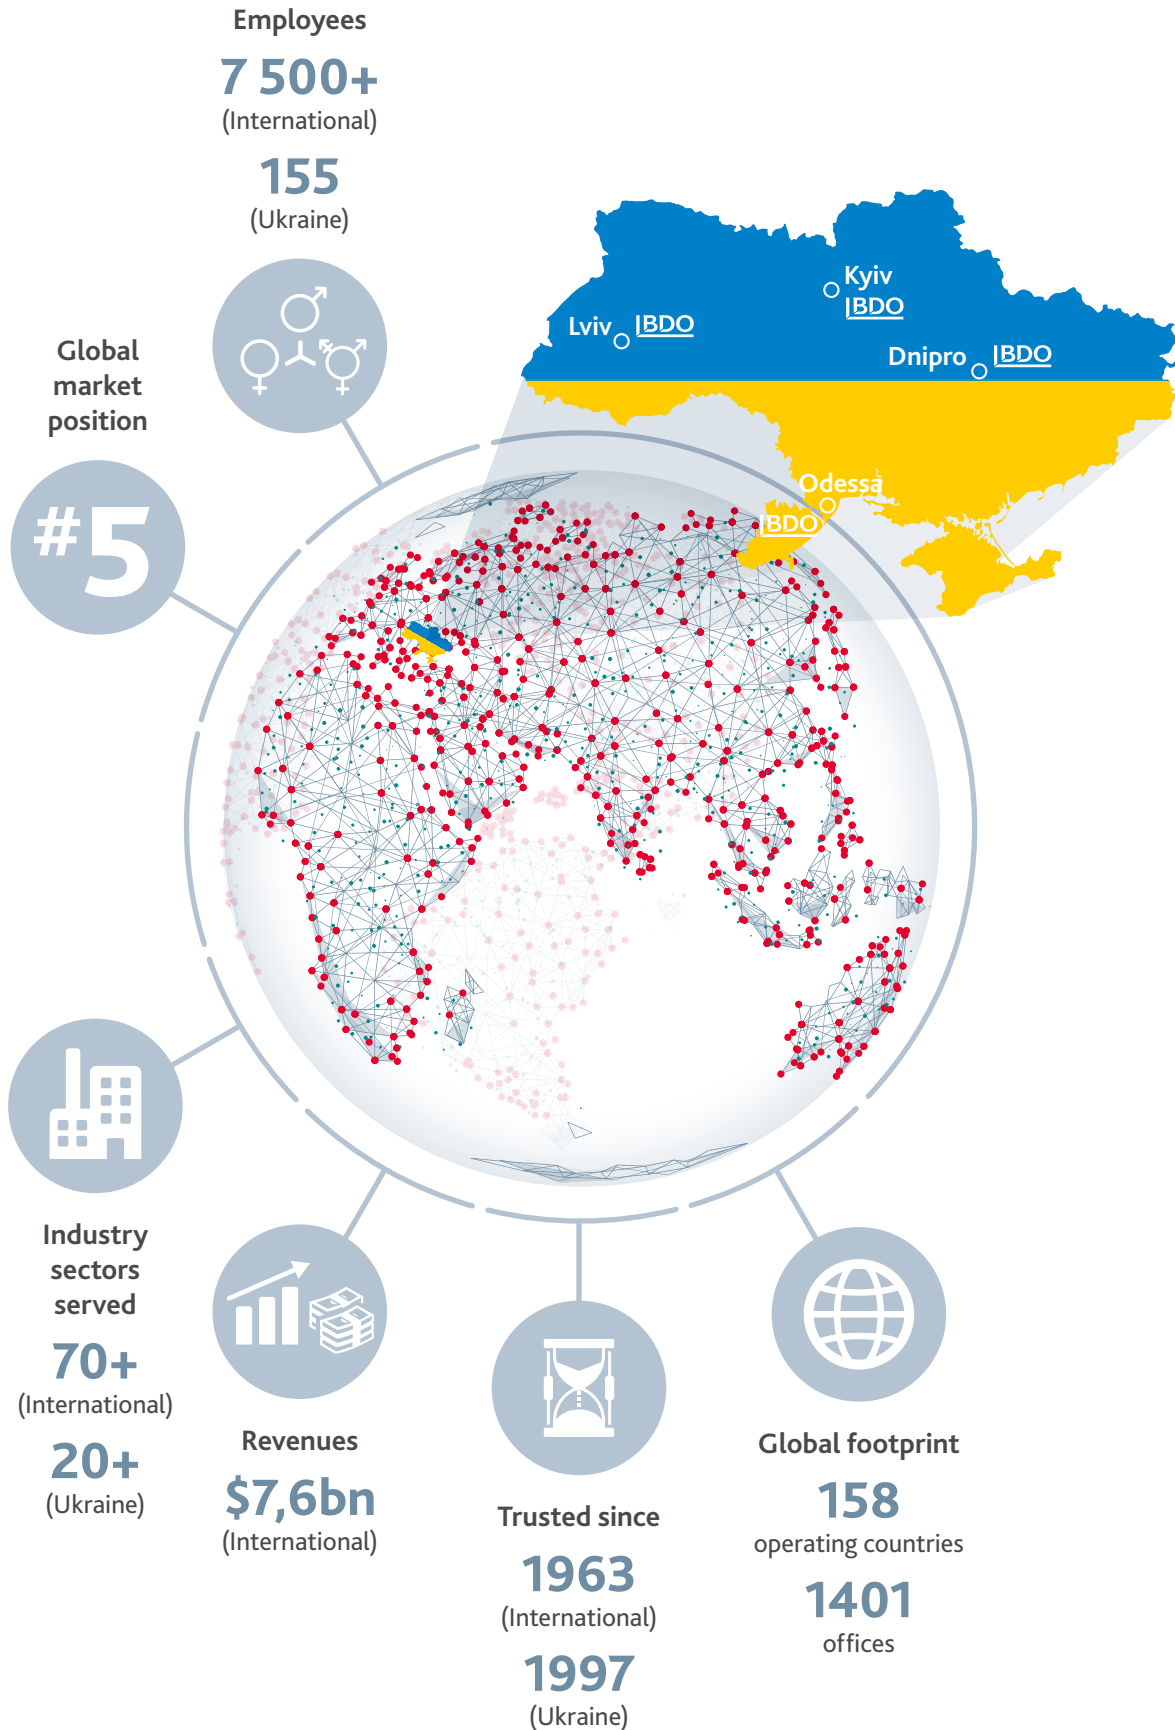 Employees
7 500+
(International)
155
(Ukraine)
Kyiv
BDO
Lviv
BDO
Dnipro
BDO
Odessa
BDO
Global
market
position
#5
Industry
sectors
served
70+
(International)
20+
(Ukraine)
Revenues
$7,6bn
(International)
Trusted since
1963
(International)
1997
(Ukraine)
Global footprint
158
operating countries
1401
offices